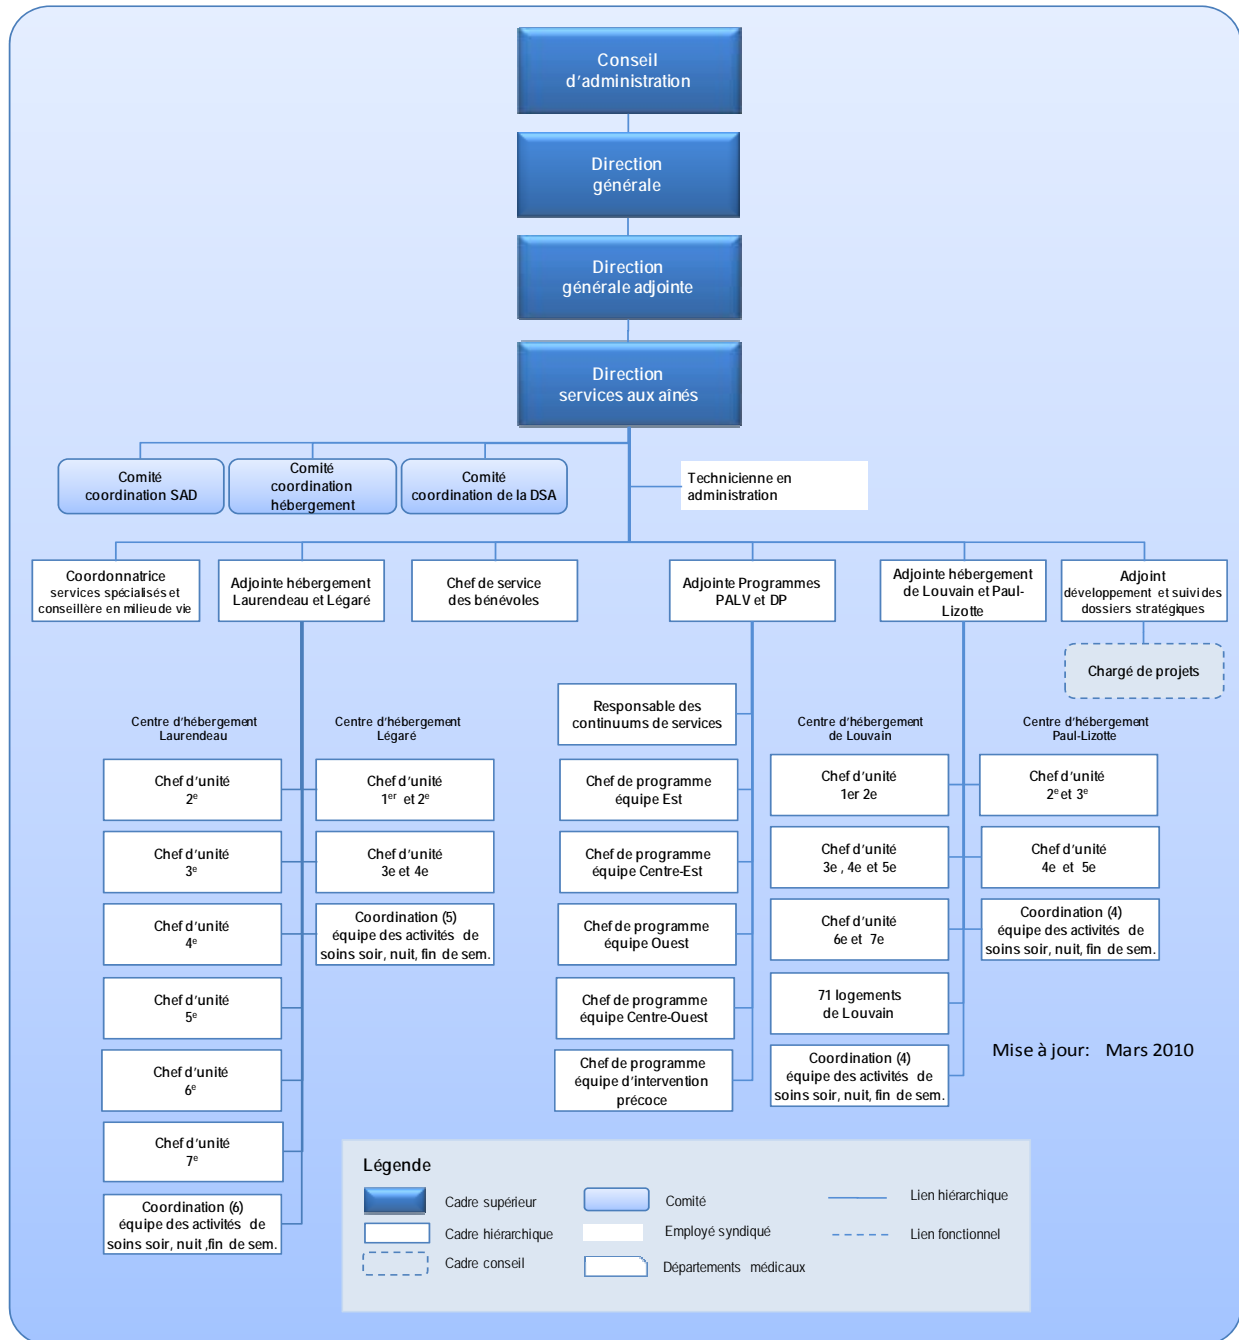 Conseil
d'administration
Direction
générale
Direction
générale adjointe
Direction
services aux aînés
Comité
coordination SAD
Comité
coordination
hébergement
Comité
coordination de la DSA
Technicienne en
administration
Coordonnatrice
services spécialisés et
conseillère en milieu de vie
Adjointe hébergement
Laurendeau et Légaré
Chef de service
des bénévoles
Adjointe Programmes
PALV et DP
Adjointe hébergement
de Louvain et Paul-
Lizotte
Adjoint
développement et suivi des
dossiers stratégiques
Chargé de projets
Centre d'hébergement
Laurendeau
Chef d'unité
2e
Chef d'unité
3e
Chef d'unité
4e
Chef d'unité
5e
Chef d'unité
6e
Chef d'unité
7e
Coordination (6)
équipe des activités de
soins soir, nuit ,fin de sem.
Centre d'hébergement
Légaré
Chef d'unité
1er et 2e
Chef d'unité
3e et 4e
Coordination (5)
équipe des activités de
soins soir, nuit, fin de sem.
Responsable des
continuums de services
Chef de programme
équipe Est
Chef de programme
équipe Centre-Est
Chef de programme
équipe Ouest
Chef de programme
équipe Centre-Ouest
Chef de programme
équipe d'intervention
précoce
Centre d'hébergement
de Louvain
Chef d'unité
1er 2e
Chef d'unité
3e , 4e et 5e
Chef d'unité
6e et 7e
71 logements
de Louvain
Coordination (4)
équipe des activités de
soins soir, nuit, fin de sem.
Centre d'hébergement
Paul-Lizotte
Chef d'unité
2e et 3e
Chef d'unité
4e et 5e
Coordination (4)
équipe des activités de
soins soir, nuit, fin de sem.
Mise à jour: Mars 2010
Légende
Cadre supérieur
Cadre hiérarchique
Cadre conseil
Comité
Employé syndiqué
Départements médicaux
Lien hiérarchique
Lien fonctionnel